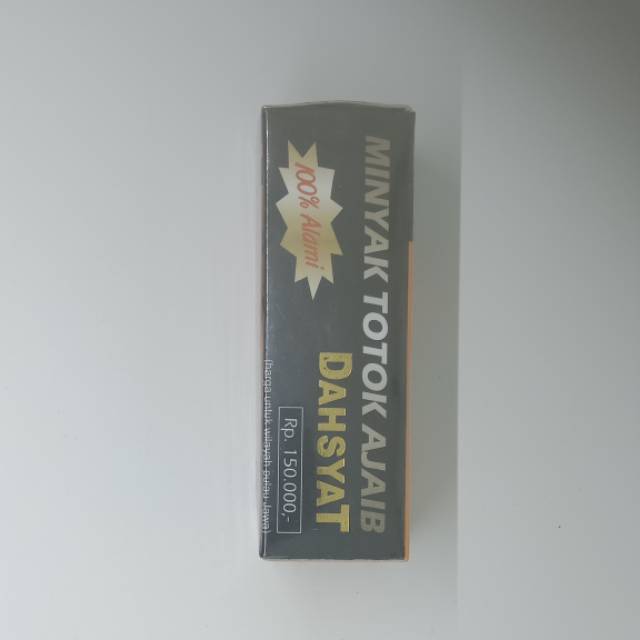 MINYAK TOTOK AJAIB
DAHSYAT
100% Alami
Rp. 150.000,-
(harga untuk wilayah pulau Jawa)